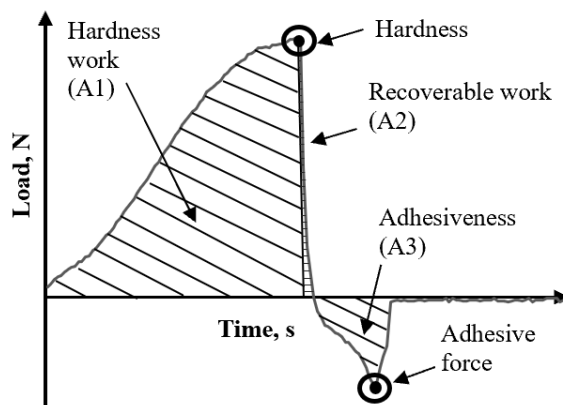 Hardness
work
(A1)
Hardness
Recoverable work
(A2)
Adhesiveness
(A3)
Adhesive
force
Load, N
Time, s